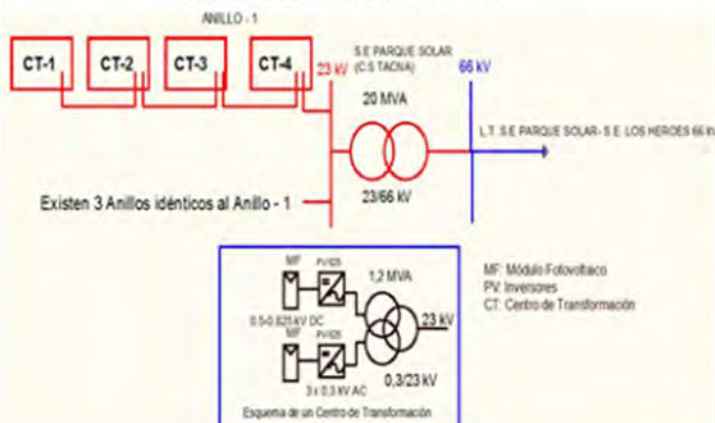 ANILLO - 1
CT-1 CT-2 CT-3 CT-4
S.E PARQUE SOLAR
(C.S TACNA)
23 kV
66 kV
20 MVA
L.T. S.E PARQUE SOLAR- S.E. LOS HEROES 66 kV
23/66 kV
Existen 3 Anillos idénticos al Anillo - 1
MF
1,2 MVA
23 kV
0.5-0.825 kV DC
MF
3 x 0,3 kV AC
0,3/23 kV
Esquema de un Centro de Transformación
MF: Módulo Fotovoltaico
PV: Inversores
CT: Centro de Transformación